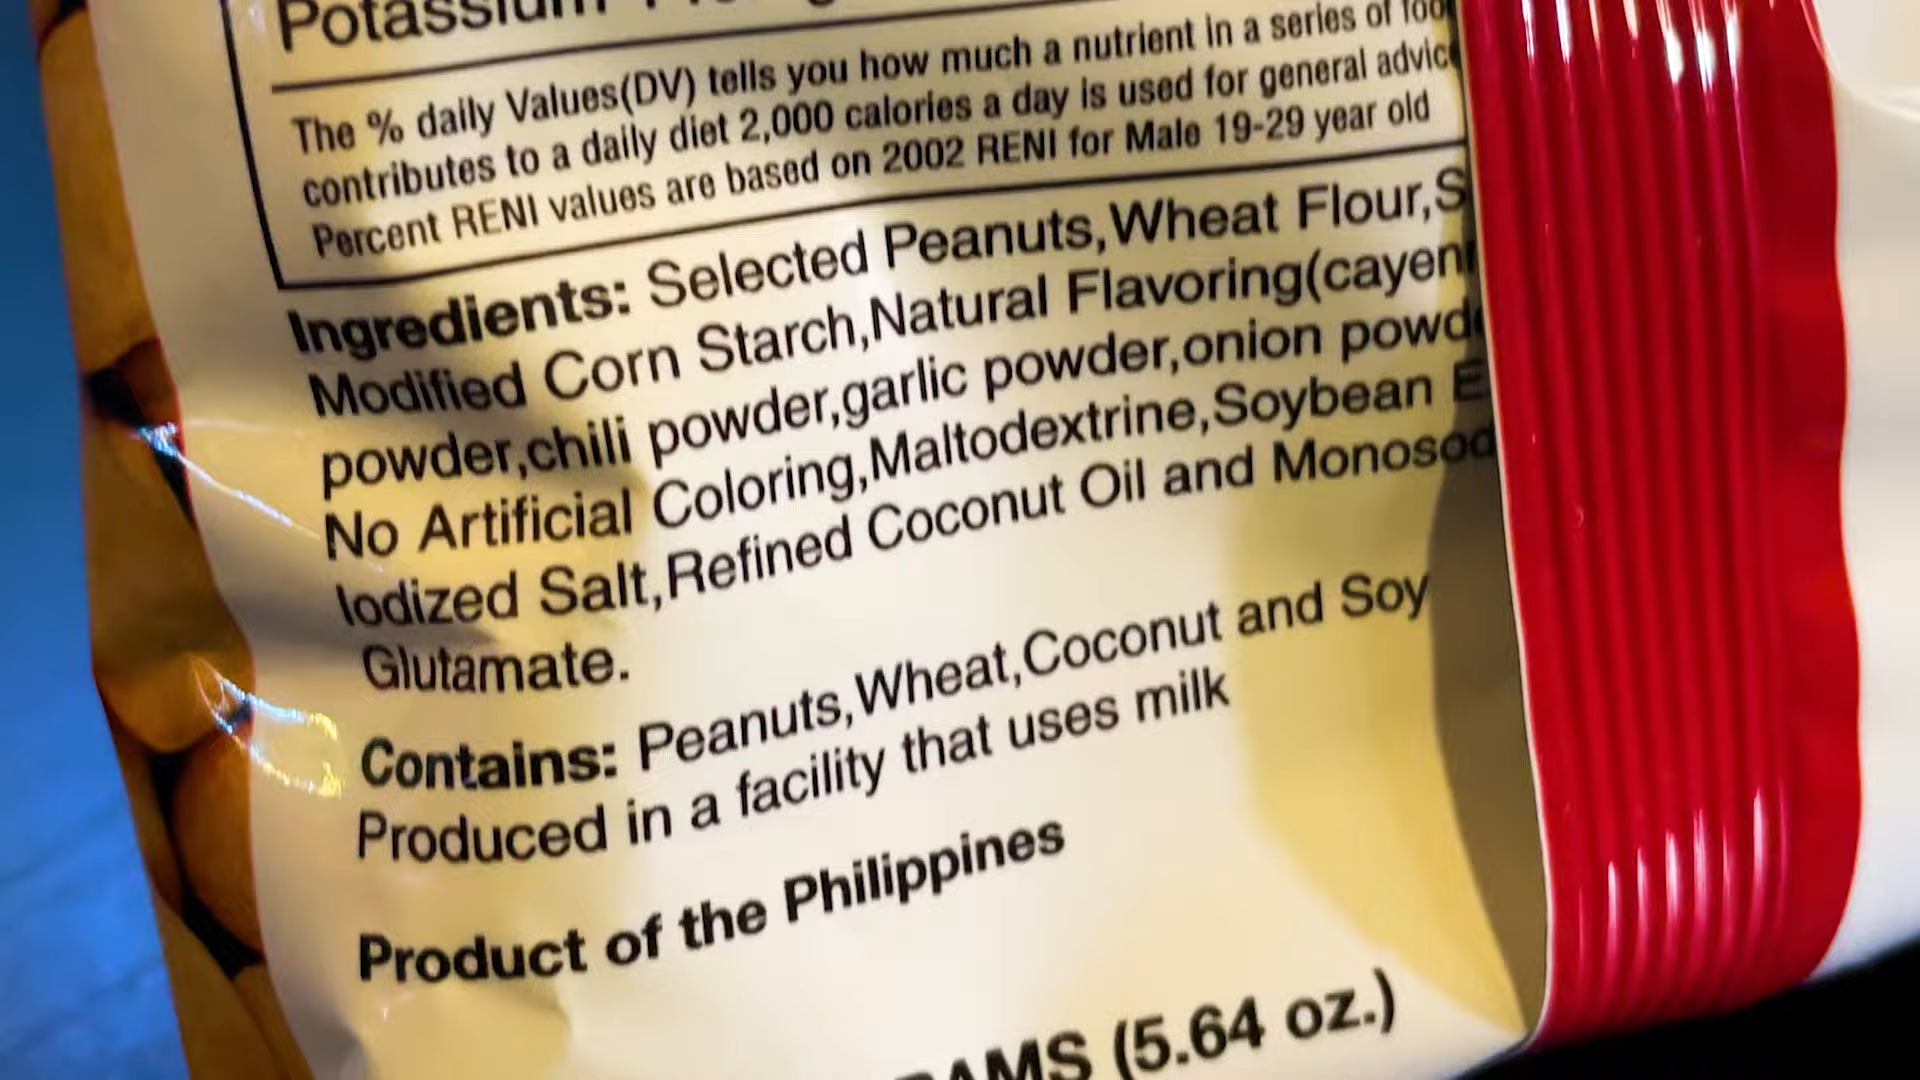 Potassium
The % daily Values(DV) tells you how much a nutrient in a series of
contributes to a daily diet 2,000 calories a day is used for general
Percent RENI values are based on 2002 RENI for Male 19-29 year old
Ingredients: Selected Peanuts,Wheat Flour,
Modified Corn Starch,Natural Flavoring(
powder,chili powder,garlic powder,onion
No Artificial Coloring,Maltodextrine,Soybean
Iodized Salt,Refined Coconut Oil and
Glutamate.
Contains: Peanuts,Wheat,Coconut and Soy
Produced in a facility that uses milk
Product of the Philippines
(5.64 oz.)